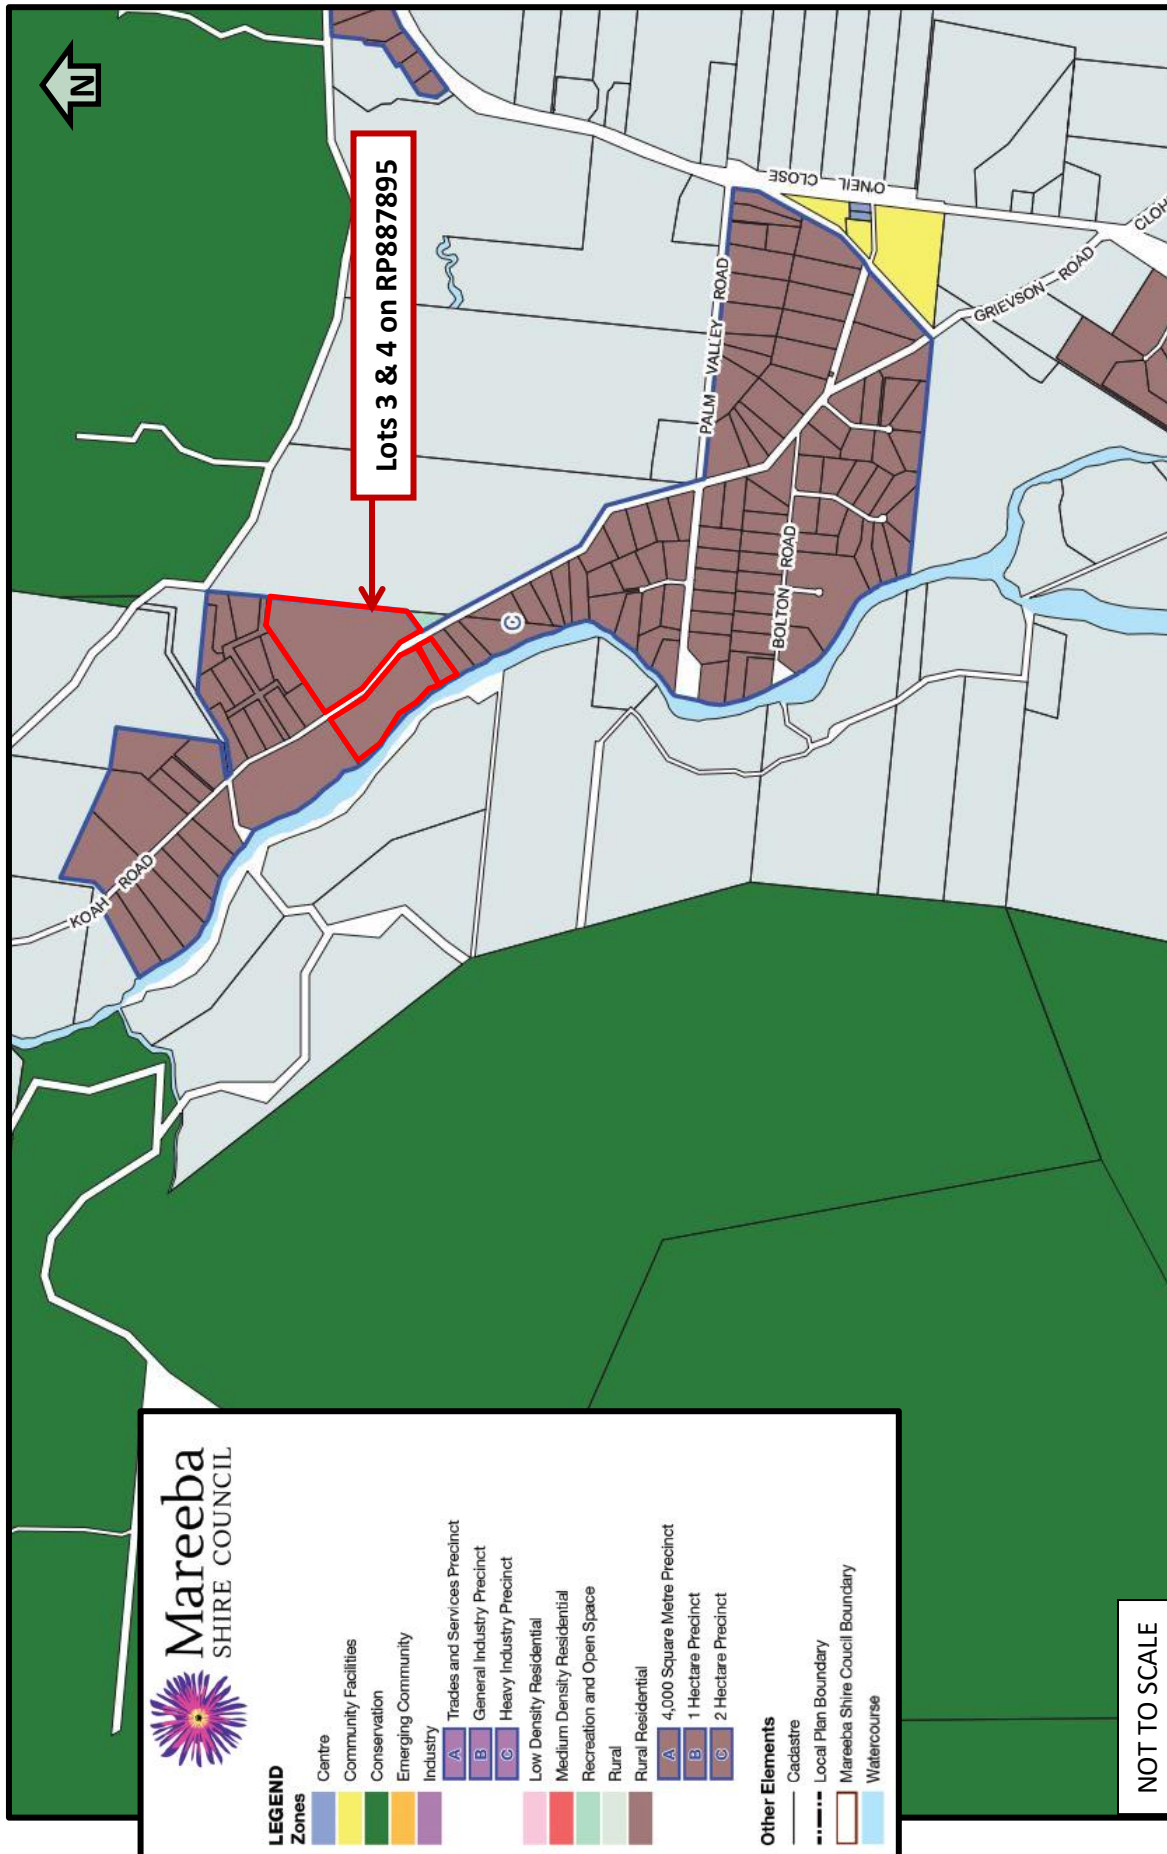 N
Lots 3 & 4 on RP887895
KOAH ROAD
PALM VALLEY ROAD
O'NEIL CLOSE
BOLTON ROAD
GRIEVSON ROAD
CLOH
C
Mareeba
SHIRE COUNCIL
LEGEND
Zones
Centre
Community Facilities
Conservation
Emerging Community
Industry
A Trades and Services Precinct
B General Industry Precinct
C Heavy Industry Precinct
Low Density Residential
Medium Density Residential
Recreation and Open Space
Rural
Rural Residential
A 4,000 Square Metre Precinct
B 1 Hectare Precinct
C 2 Hectare Precinct
Other Elements
Cadastre
Local Plan Boundary
Mareeba Shire Coucil Boundary
Watercourse
NOT TO SCALE